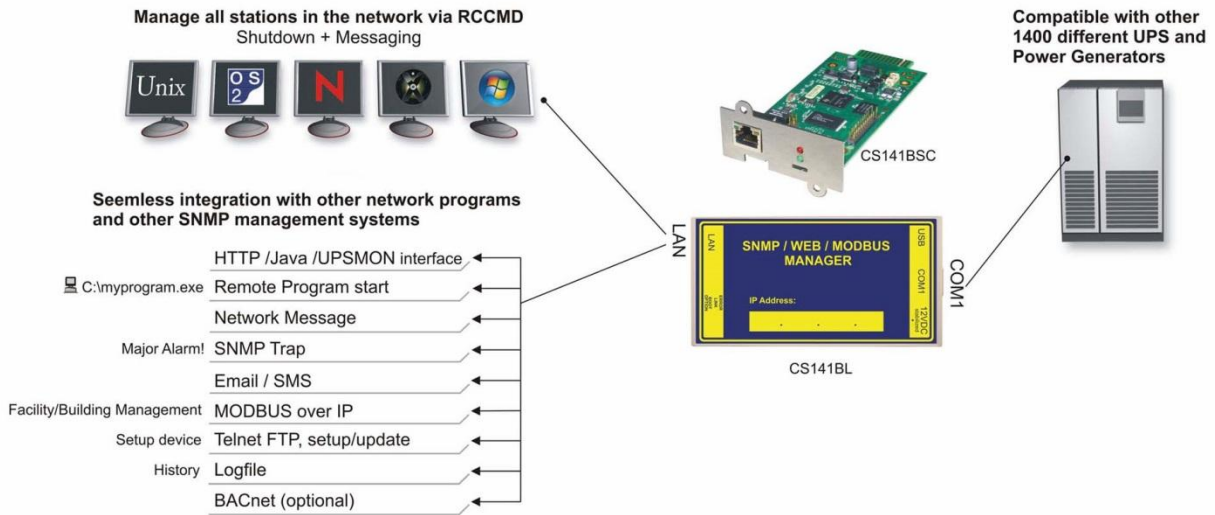 Manage all stations in the network via RCCMD
Shutdown + Messaging
Unix
OS
2
N
Seemless integration with other network programs
and other SNMP management systems
HTTP /Java /UPSMON interface
C:\myprogram.exe Remote Program start
Network Message
Major Alarm! SNMP Trap
Email / SMS
Facility/Building Management MODBUS over IP
Setup device Telnet FTP, setup/update
History Logfile
BACnet (optional)
CS141BSC
LAN
LAN
SNMP / WEB / MODBUS
MANAGER
IP Address:
ERROR
LINK
BOOT
OPTION
USB
COM1
12VDC
COM1
CS141BL
Compatible with other
1400 different UPS and
Power Generators